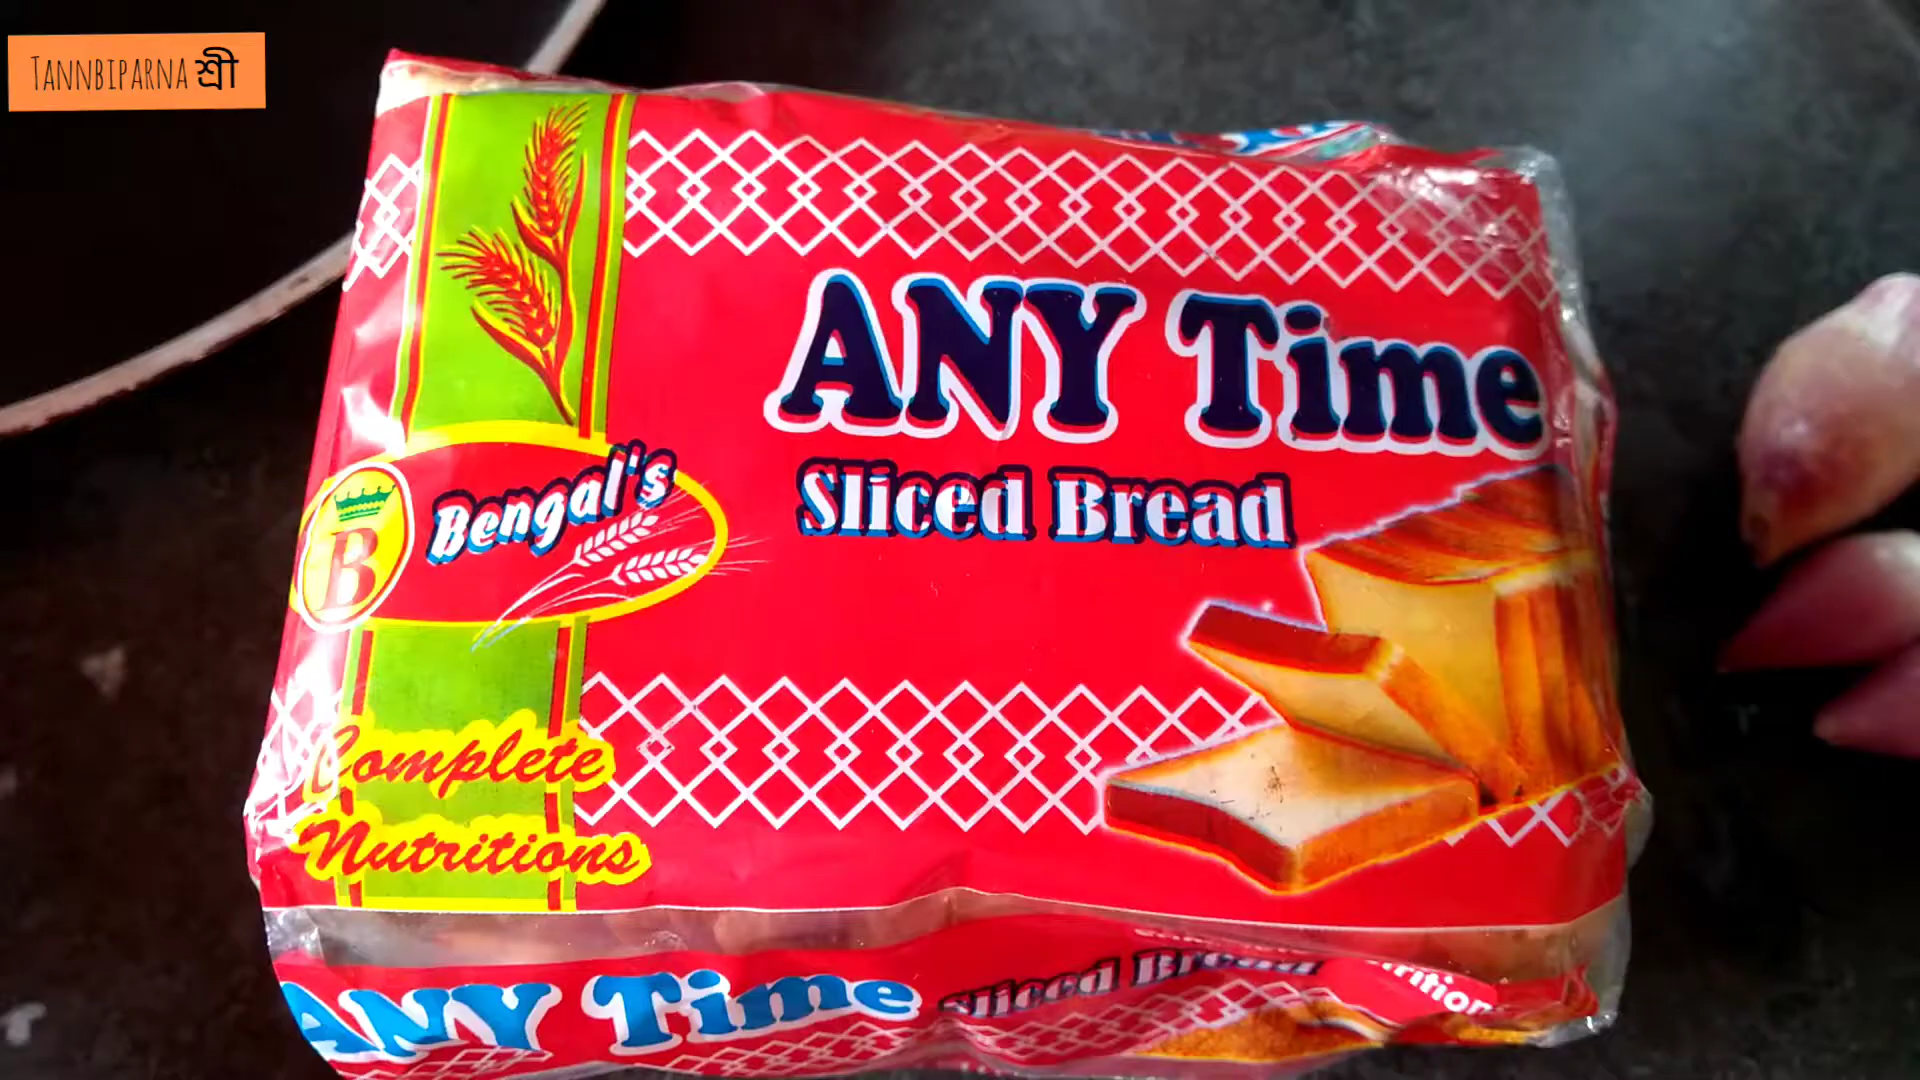 TANNBIPARNA শ্রী
ANY Time
Sliced Bread
B
Bengal's
Complete
Nutritions
ANY Time
Sliced Bread